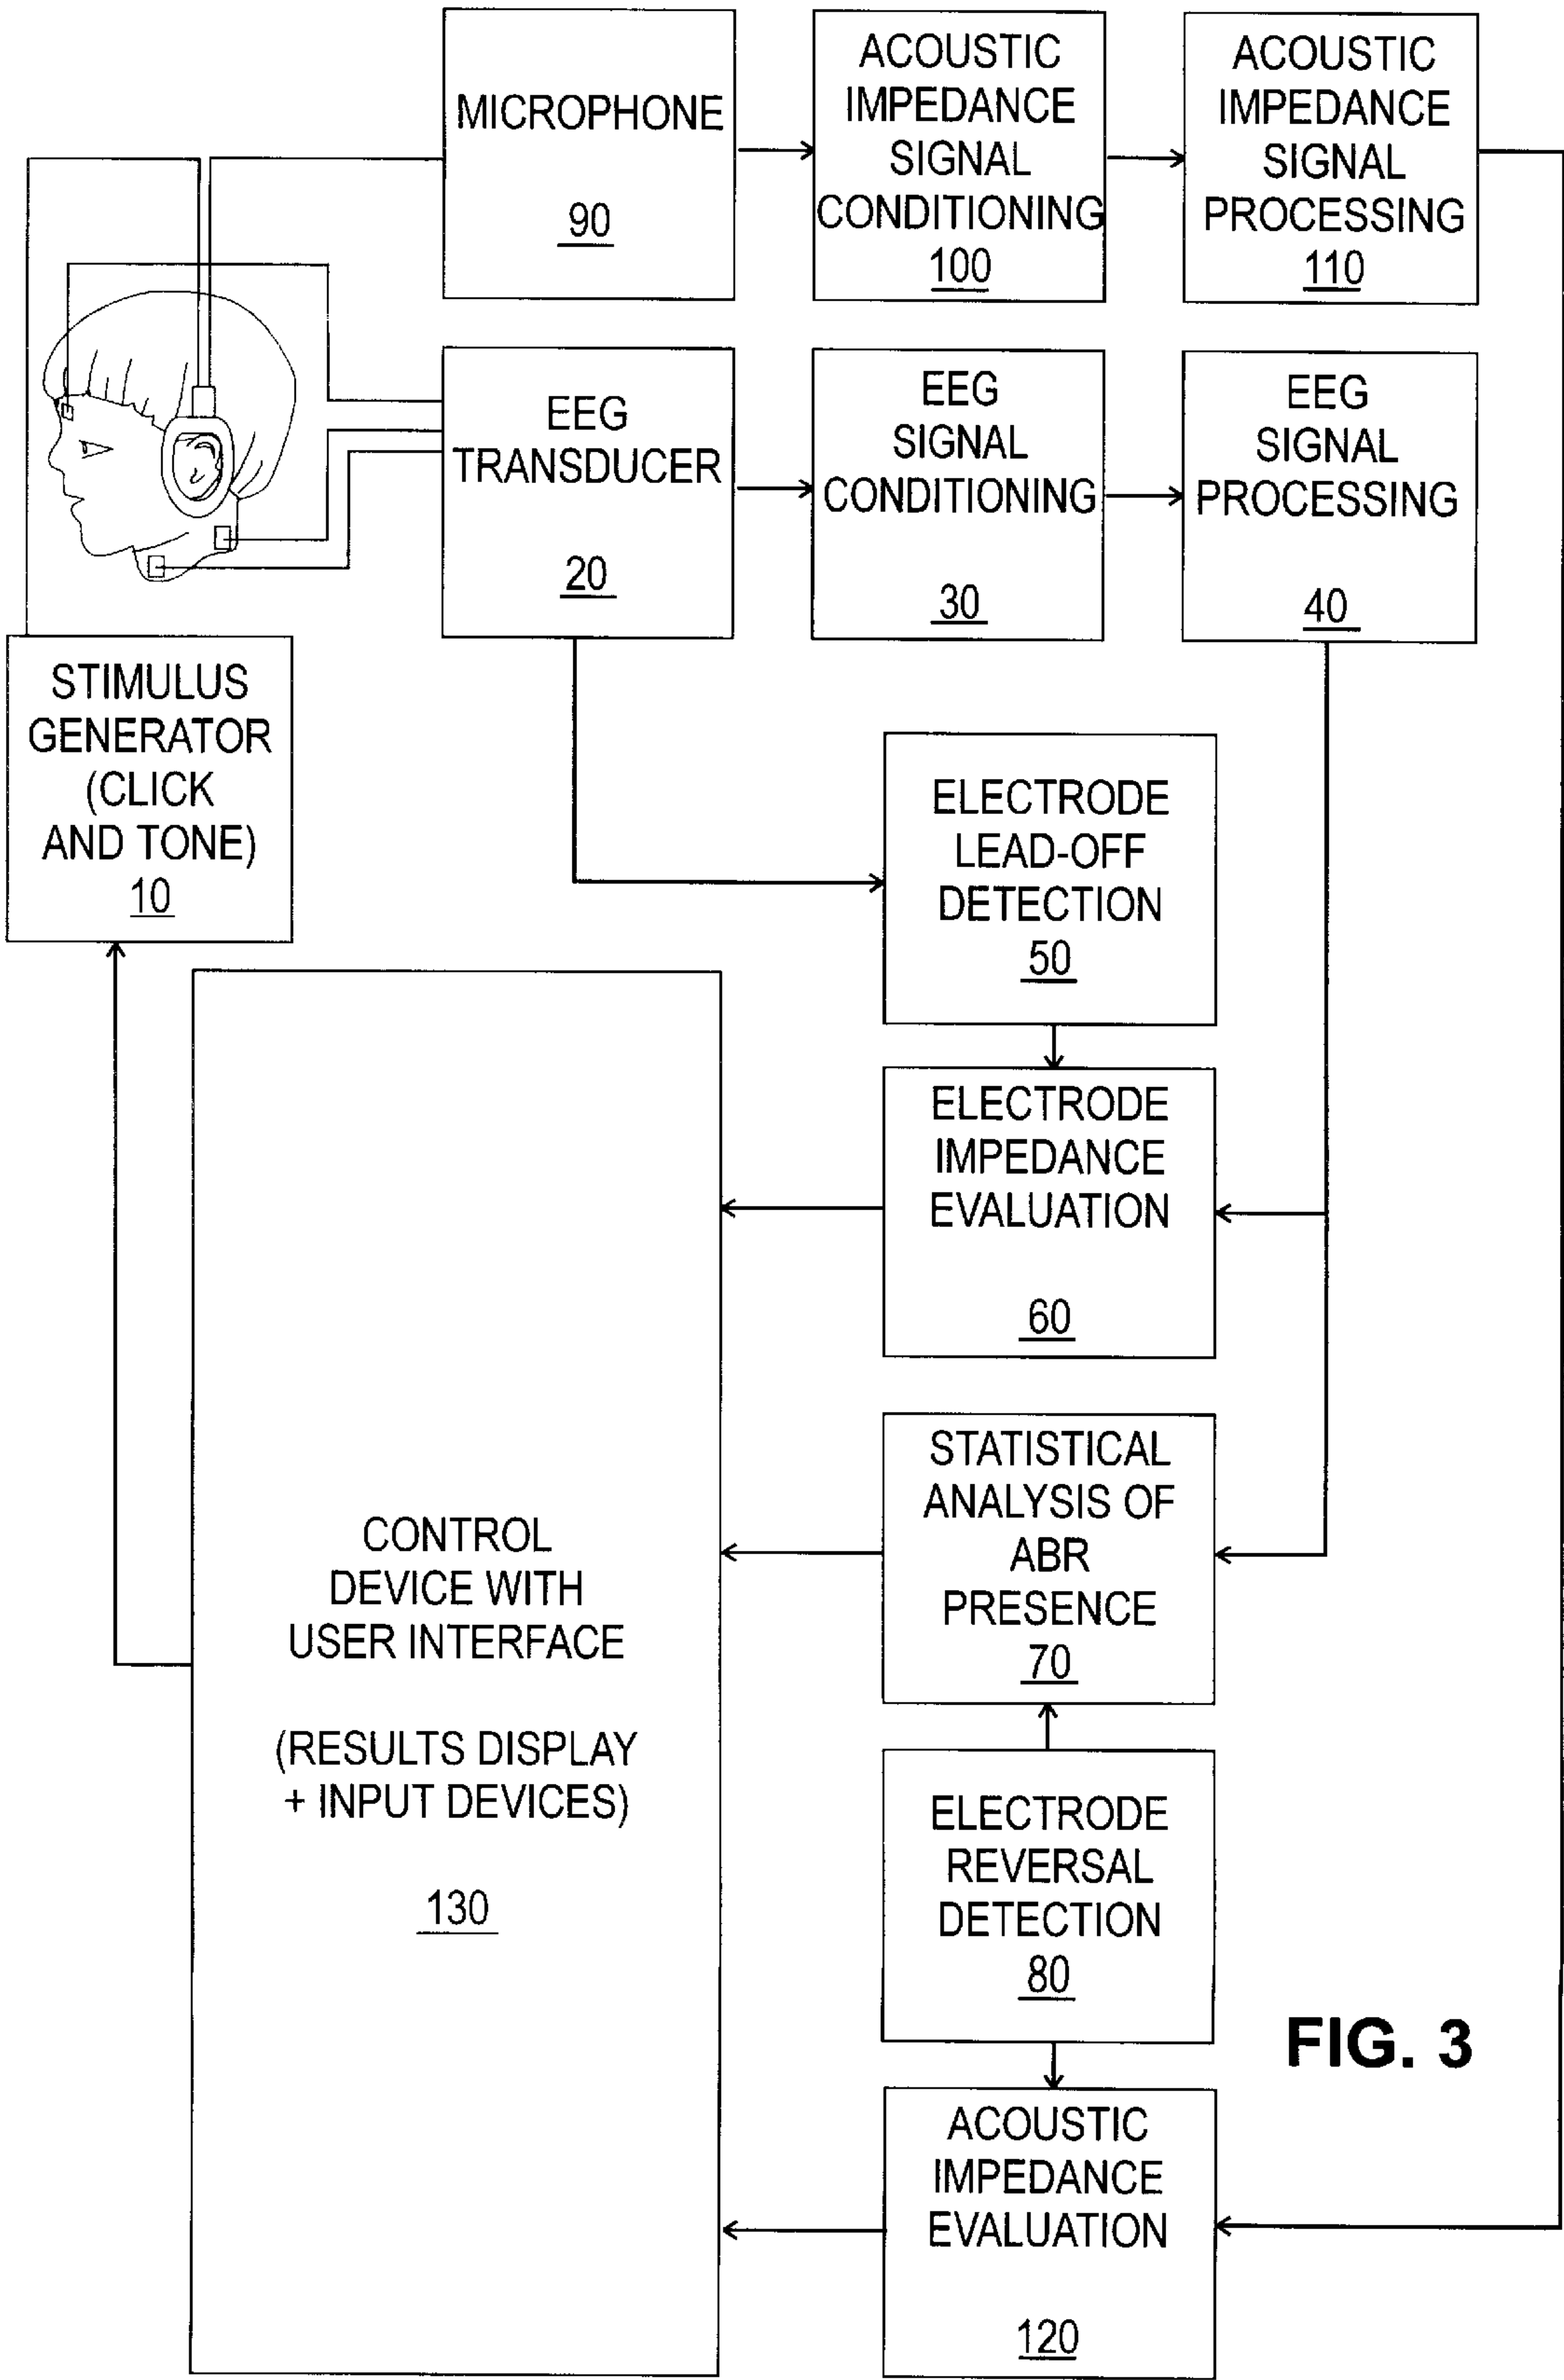 MICROPHONE
90
ACOUSTIC
IMPEDANCE
SIGNAL
CONDITIONING
100
ACOUSTIC
IMPEDANCE
SIGNAL
PROCESSING
110
EEG
TRANSDUCER
20
EEG
SIGNAL
CONDITIONING
30
EEG
SIGNAL
PROCESSING
40
STIMULUS
GENERATOR
(CLICK
AND TONE)
10
ELECTRODE
LEAD-OFF
DETECTION
50
ELECTRODE
IMPEDANCE
EVALUATION
60
STATISTICAL
ANALYSIS OF
ABR
PRESENCE
70
CONTROL
DEVICE WITH
USER INTERFACE
(RESULTS DISPLAY
+ INPUT DEVICES)
130
ELECTRODE
REVERSAL
DETECTION
80
FIG. 3
ACOUSTIC
IMPEDANCE
EVALUATION
120